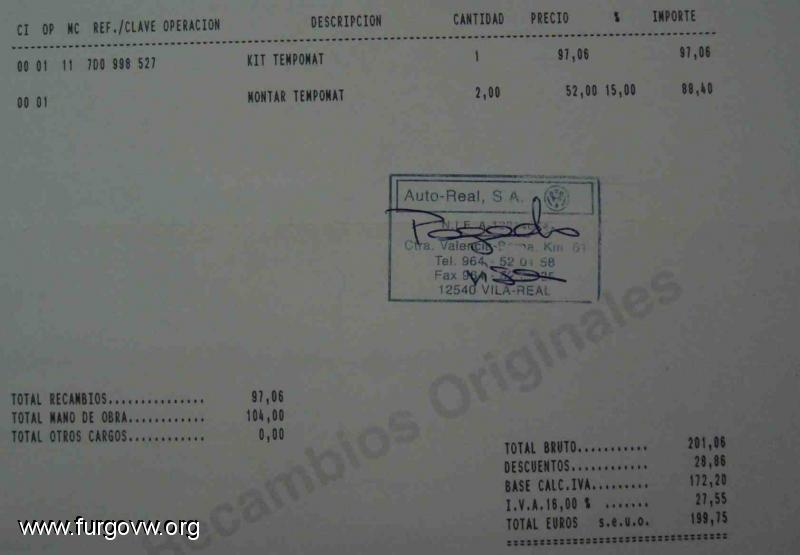 CI OP MC REF./CLAVE OPERACION DESCRIPCION CANTIDAD PRECIO % IMPORTE
00 01 11 7D0 998 527 KIT TEMPOMAT 1 97,06 97,06
00 01 MONTAR TEMPOMAT 2,00 52,00 15,00 88,40
Auto-Real, S.A.
N.I.F. A
Ctra. Valencia- Km. 61
Tel. 964 - 52 01 58
Fax
12540 VILA-REAL
Pagado
visa
Recambios Originales
TOTAL RECAMBIOS............... 97,06
TOTAL MANO DE OBRA............ 104,00
TOTAL OTROS CARGOS............ 0,00
TOTAL BRUTO........... 201,06
DESCUENTOS............ 28,86
BASE CALC.IVA......... 172,20
I.V.A.16,00 % ....... 27,55
TOTAL EUROS s.e.u.o. 199,75
www.furgovw.org